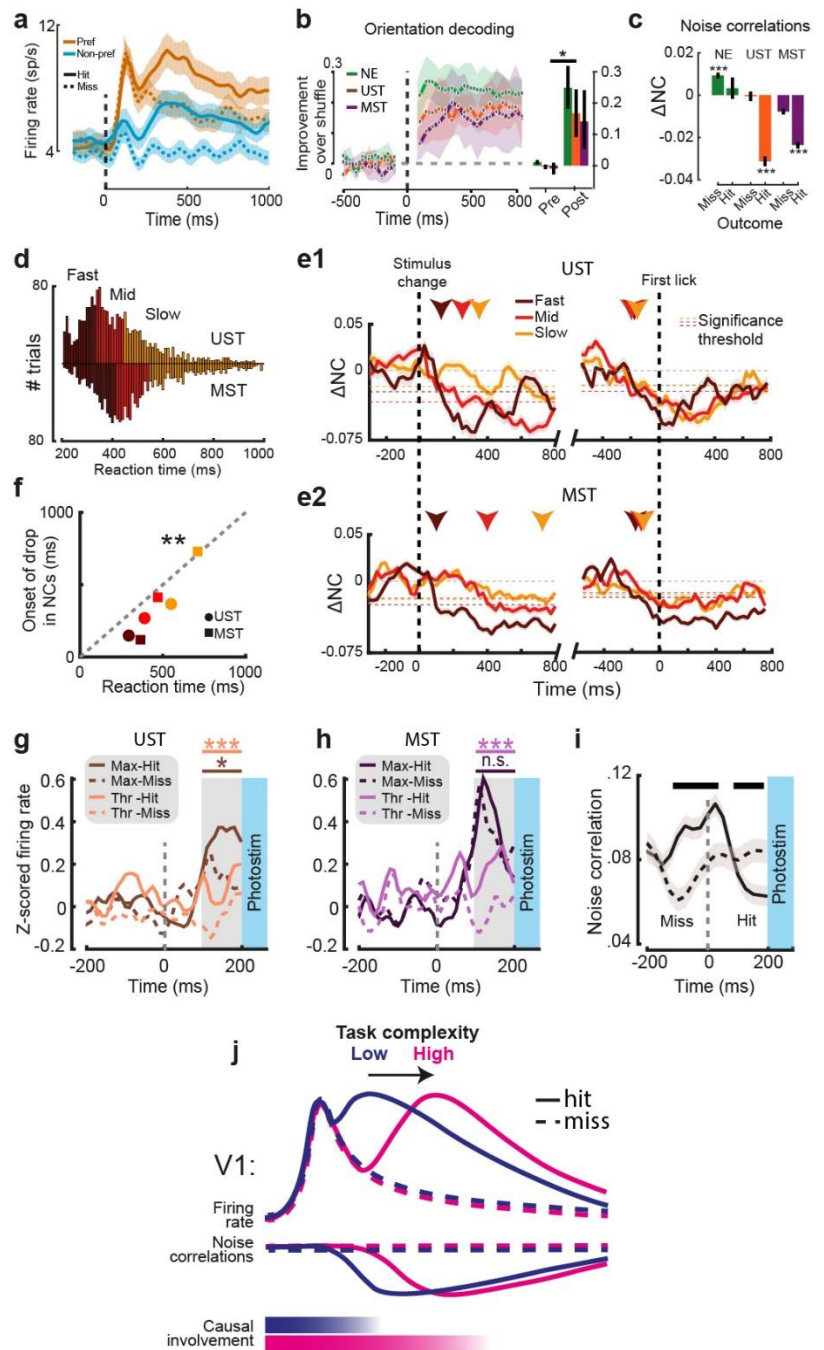 a
Firing rate (sp/s)
12
4
Pref
Non-pref
Hit
Miss
0
1000
Time (ms)
b
Orientation decoding
Improvement
over shuffle
0.3
0
NE
UST
MST
-500
0
400
800
Time (ms)
*
0.3
0.2
0.1
0
Pre
Post
c
Noise correlations
NE UST MST
ΔNC
0.02
0
-0.02
-0.04
***
***
***
Miss
Hit
Miss
Hit
Miss
Hit
Outcome
d
# trials
80
80
Fast
Mid
Slow
UST
MST
200 400 600 800 1000
Reaction time (ms)
e1
Stimulus
change
UST
First lick
Fast
Mid
Slow
Significance
threshold
ΔNC
0.05
0
-0.075
0 400 800
-400 0 400 800
e2
MST
ΔNC
0.05
0
-0.075
0 400 800
-400 0 400 800
Time (ms)
f
Onset of drop
in NCs (ms)
1000
0
**
UST
MST
0 500 1000
Reaction time (ms)
g
UST
***
*
Max-Hit
Max-Miss
Thr -Hit
Thr -Miss
Z-scored firing rate
0.6
0.4
0.2
0
-0.2
Photostim
-200 0 200
Time (ms)
h
MST
***
n.s.
Max-Hit
Max-Miss
Thr -Hit
Thr -Miss
0.6
0.4
0.2
0
-0.2
Photostim
-200 0 200
Time (ms)
i
Noise correlation
.12
.08
.04
Miss
Hit
Photostim
-200 0 200
Time (ms)
j
Task complexity
Low High
hit
miss
V1:
Firing
rate
Noise
correlations
Causal
involvement